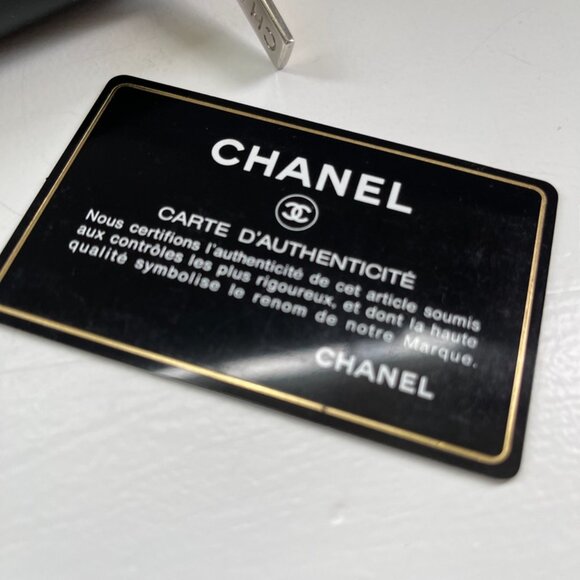 CHANEL
CHANEL
CARTE D'AUTHENTICITÉ
Nous certifions l'authenticité de cet article soumis
aux contrôles les plus rigoureux, et dont la haute
qualité symbolise le renom de notre Marque.
CHANEL